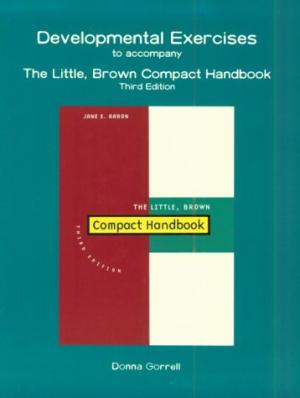 Developmental Exercises
to accompany
The Little, Brown Compact Handbook
Third Edition
JANE E. AARON
THE LITTLE, BROWN
Compact Handbook
THIRD EDITION
Donna Gorrell